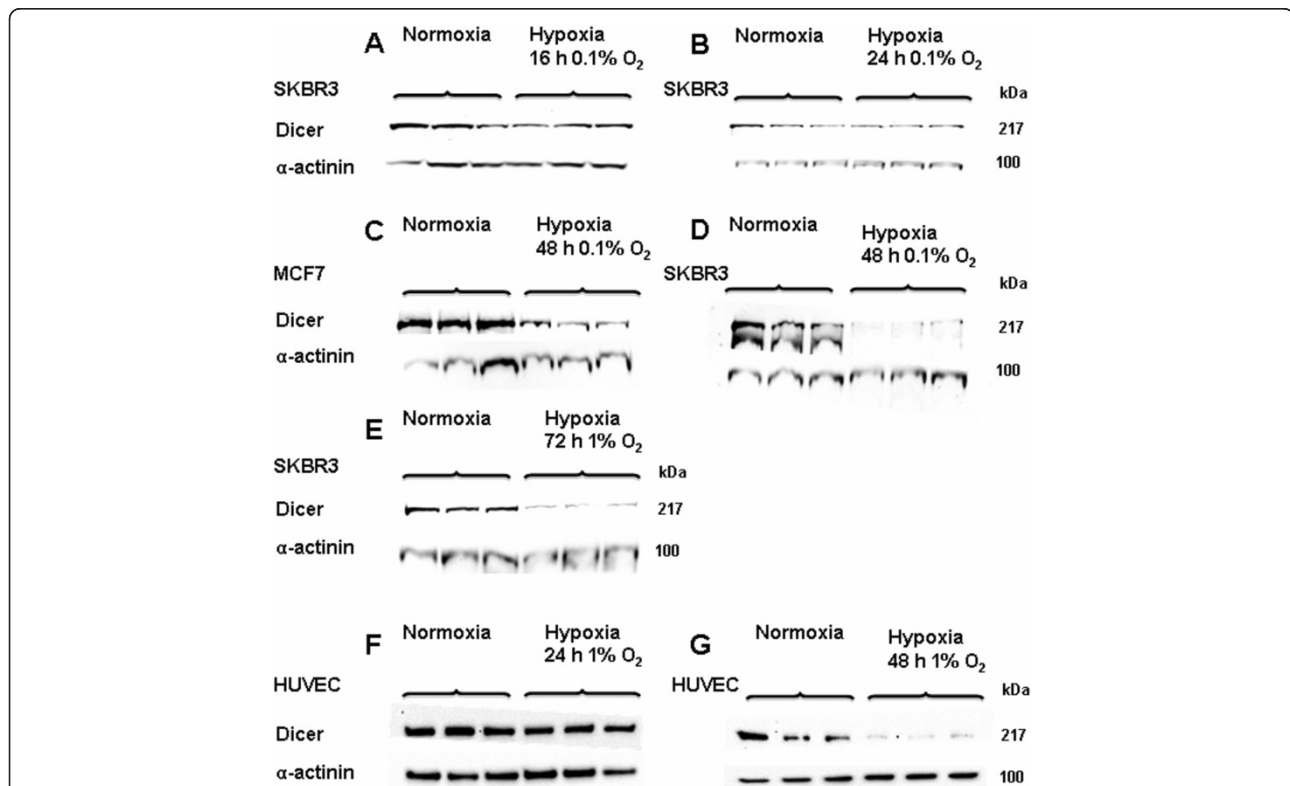 A Normoxia Hypoxia
16 h 0.1% O₂
SKBR3
Dicer
α-actinin
B Normoxia Hypoxia
24 h 0.1% O₂
SKBR3 kDa
217
100
C Normoxia Hypoxia
48 h 0.1% O₂
MCF7
Dicer
α-actinin
D Normoxia Hypoxia
48 h 0.1% O₂
SKBR3 kDa
217
100
E Normoxia Hypoxia
72 h 1% O₂
SKBR3 kDa
Dicer 217
α-actinin 100
F Normoxia Hypoxia
24 h 1% O₂
HUVEC
Dicer
α-actinin
G Normoxia Hypoxia
48 h 1% O₂
HUVEC kDa
217
100